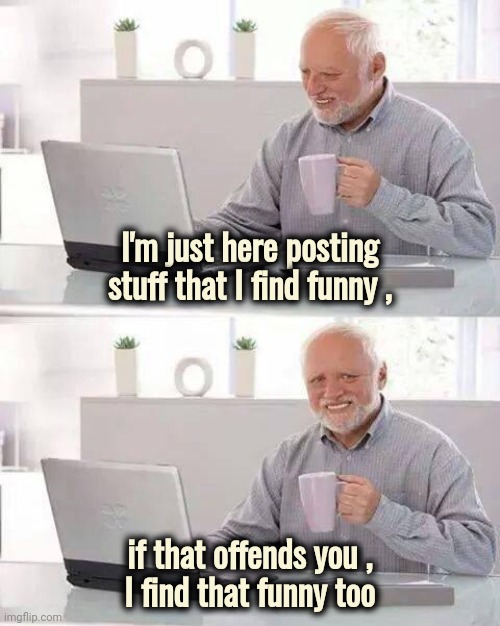 I'm just here posting
stuff that I find funny ,
if that offends you ,
I find that funny too
imgflip.com